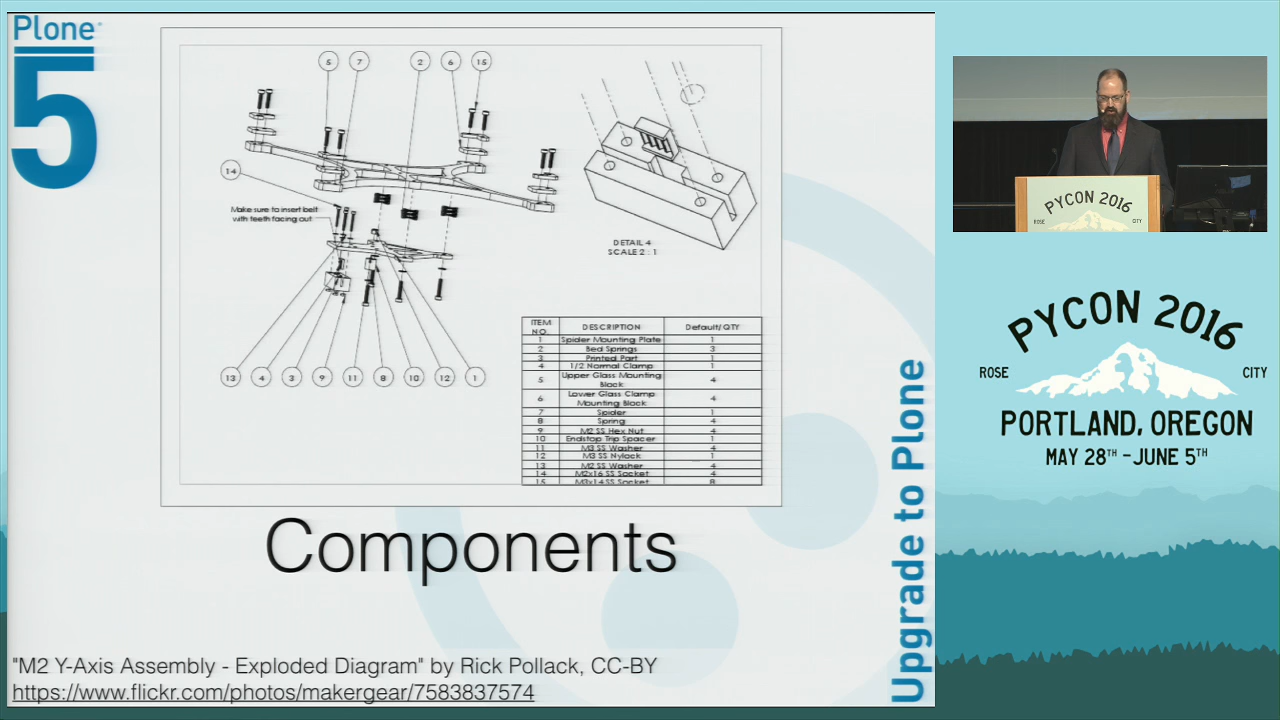 Plone®
5
5
7
2
6
15
14
Make sure to insert belt
with teeth facing out
DETAIL 4
SCALE 2 : 1
13
4
3
9
11
8
10
12
1
ITEM NO. DESCRIPTION Default/QTY
1 Spider Mounting Plate 1
2 Bed Springs 3
3 Printed Part 1
4 1/2 Normal Clamp 1
5 Upper Glass Mounting Block 4
6 Lower Glass Clamp Mounting Block 4
7 Spider 1
8 Spring 4
9 M2 SS Hex Nut 4
10 Endstop Trip Spacer 1
11 M3 SS Washer 4
12 M3 SS Nylock 1
13 M2 SS Washer 4
14 M2x16 SS Socket 4
15 M3x14 SS Socket 8
Components
"M2 Y-Axis Assembly - Exploded Diagram" by Rick Pollack, CC-BY
https://www.flickr.com/photos/makergear/7583837574
Upgrade to Plone
PYCON 2016
ROSE CITY
PYCON 2016
ROSE CITY
PORTLAND, OREGON
MAY 28TH - JUNE 5TH